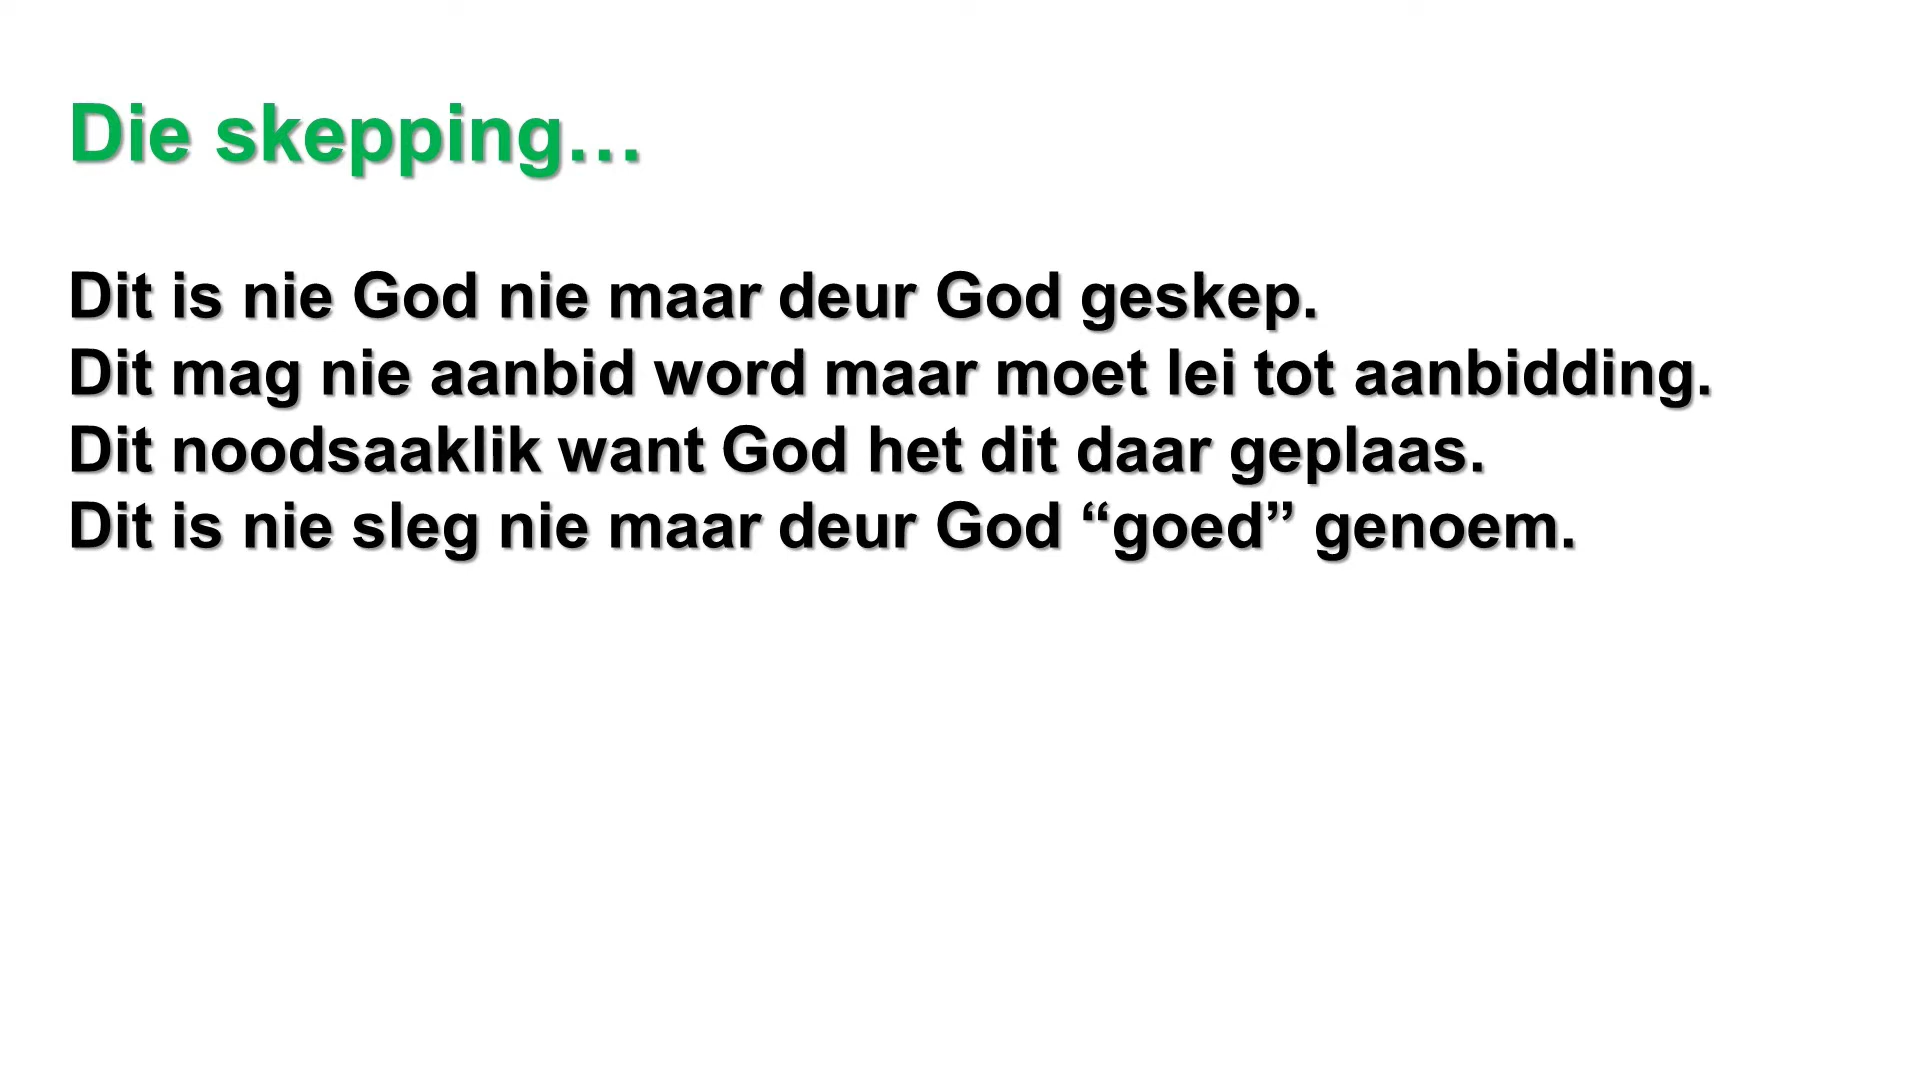 Die skepping…
Dit is nie God nie maar deur God geskep.
Dit mag nie aanbid word maar moet lei tot aanbidding.
Dit noodsaaklik want God het dit daar geplaas.
Dit is nie sleg nie maar deur God “goed” genoem.